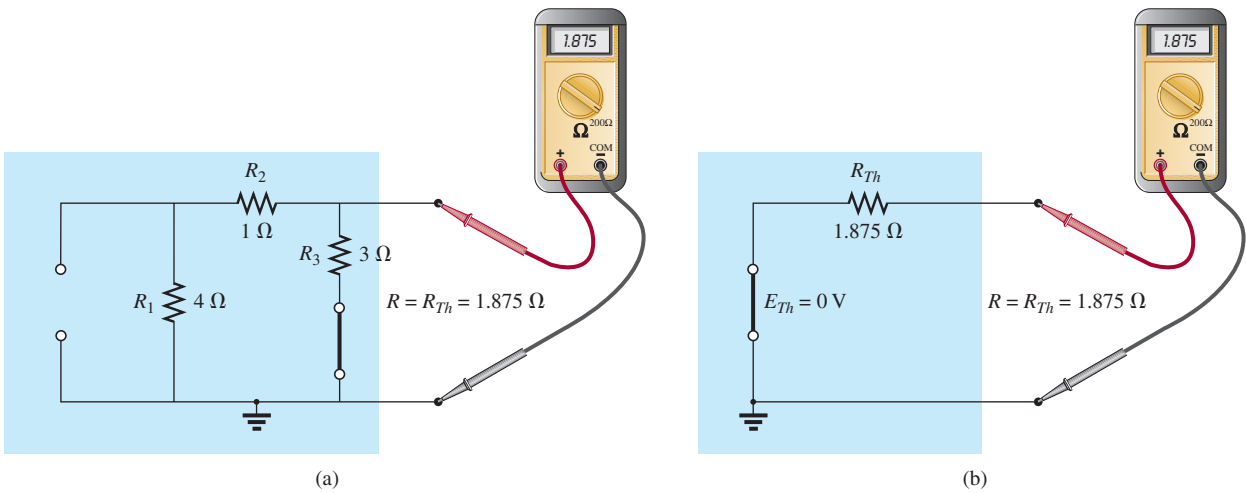 1.875
200Ω
Ω
COM
+
–
R2
1 Ω
R3
3 Ω
R1
4 Ω
R = RTh = 1.875 Ω
(a)
1.875
200Ω
Ω
COM
+
–
RTh
1.875 Ω
ETh = 0 V
R = RTh = 1.875 Ω
(b)